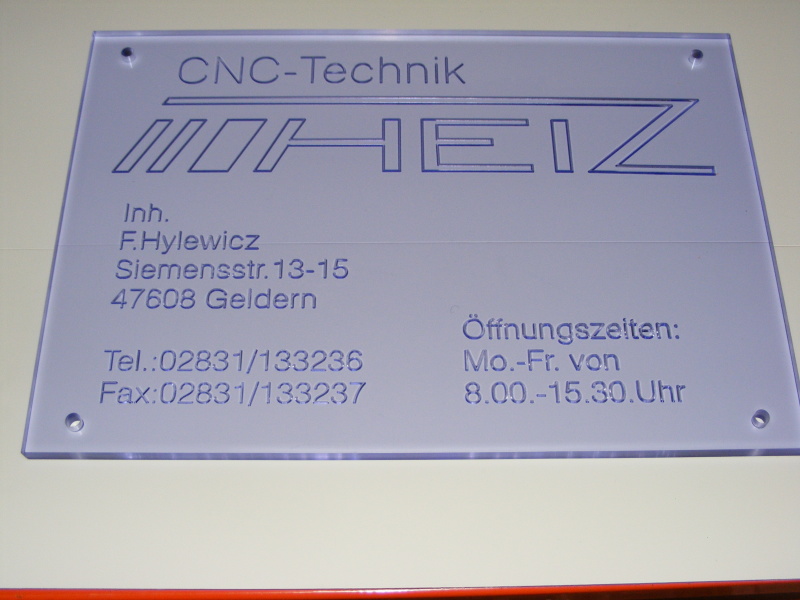 CNC-Technik
HEIZ
Inh.
F.Hylewicz
Siemensstr.13-15
47608 Geldern
Tel.:02831/133236
Fax:02831/133237
Öffnungszeiten:
Mo.-Fr. von
8.00.-15.30.Uhr